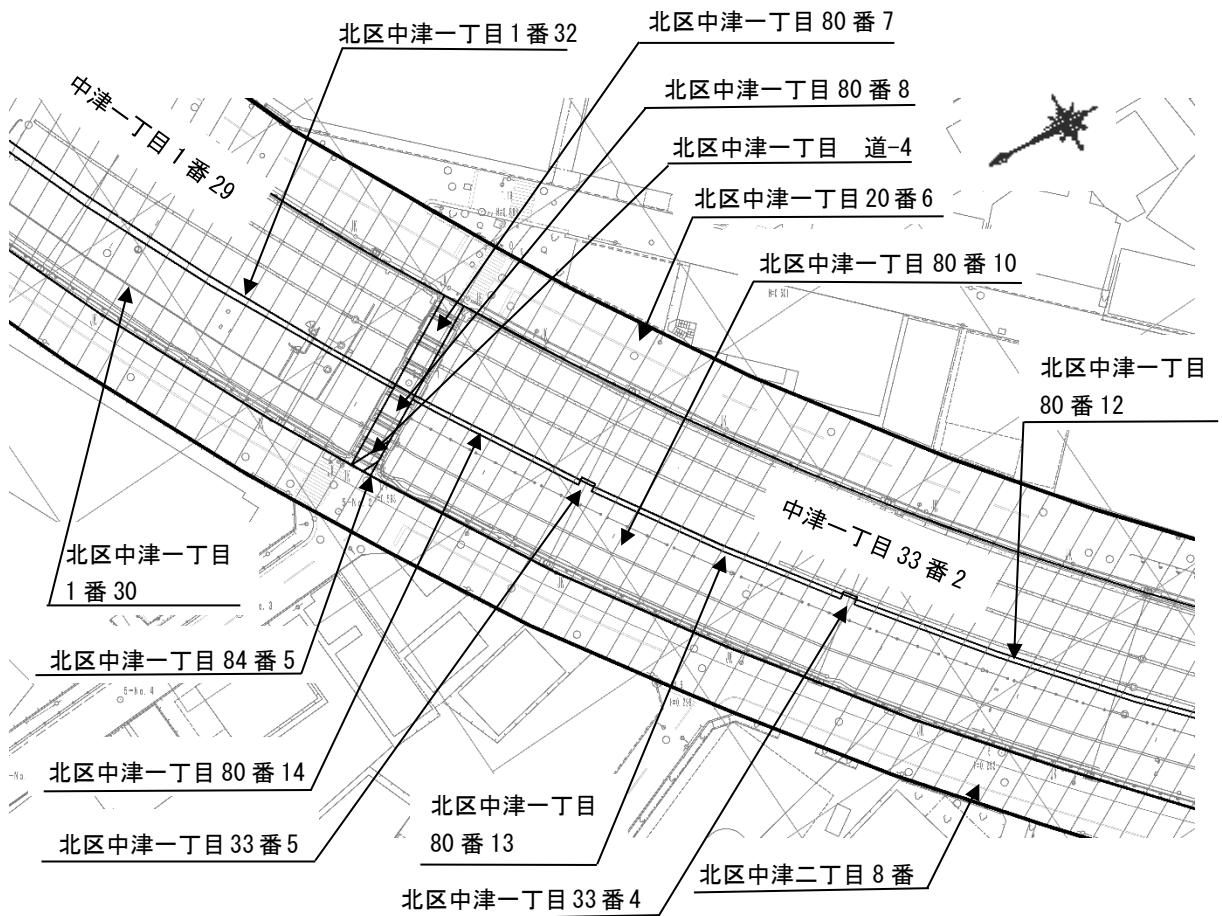 北区中津一丁目1番32
北区中津一丁目80番7
北区中津一丁目80番8
北区中津一丁目　道-4
北区中津一丁目20番6
北区中津一丁目80番10
北区中津一丁目
80番12
中津一丁目1番29
中津一丁目33番2
北区中津一丁目
1番30
北区中津一丁目84番5
北区中津一丁目80番14
北区中津一丁目33番5
北区中津一丁目
80番13
北区中津一丁目33番4
北区中津二丁目8番